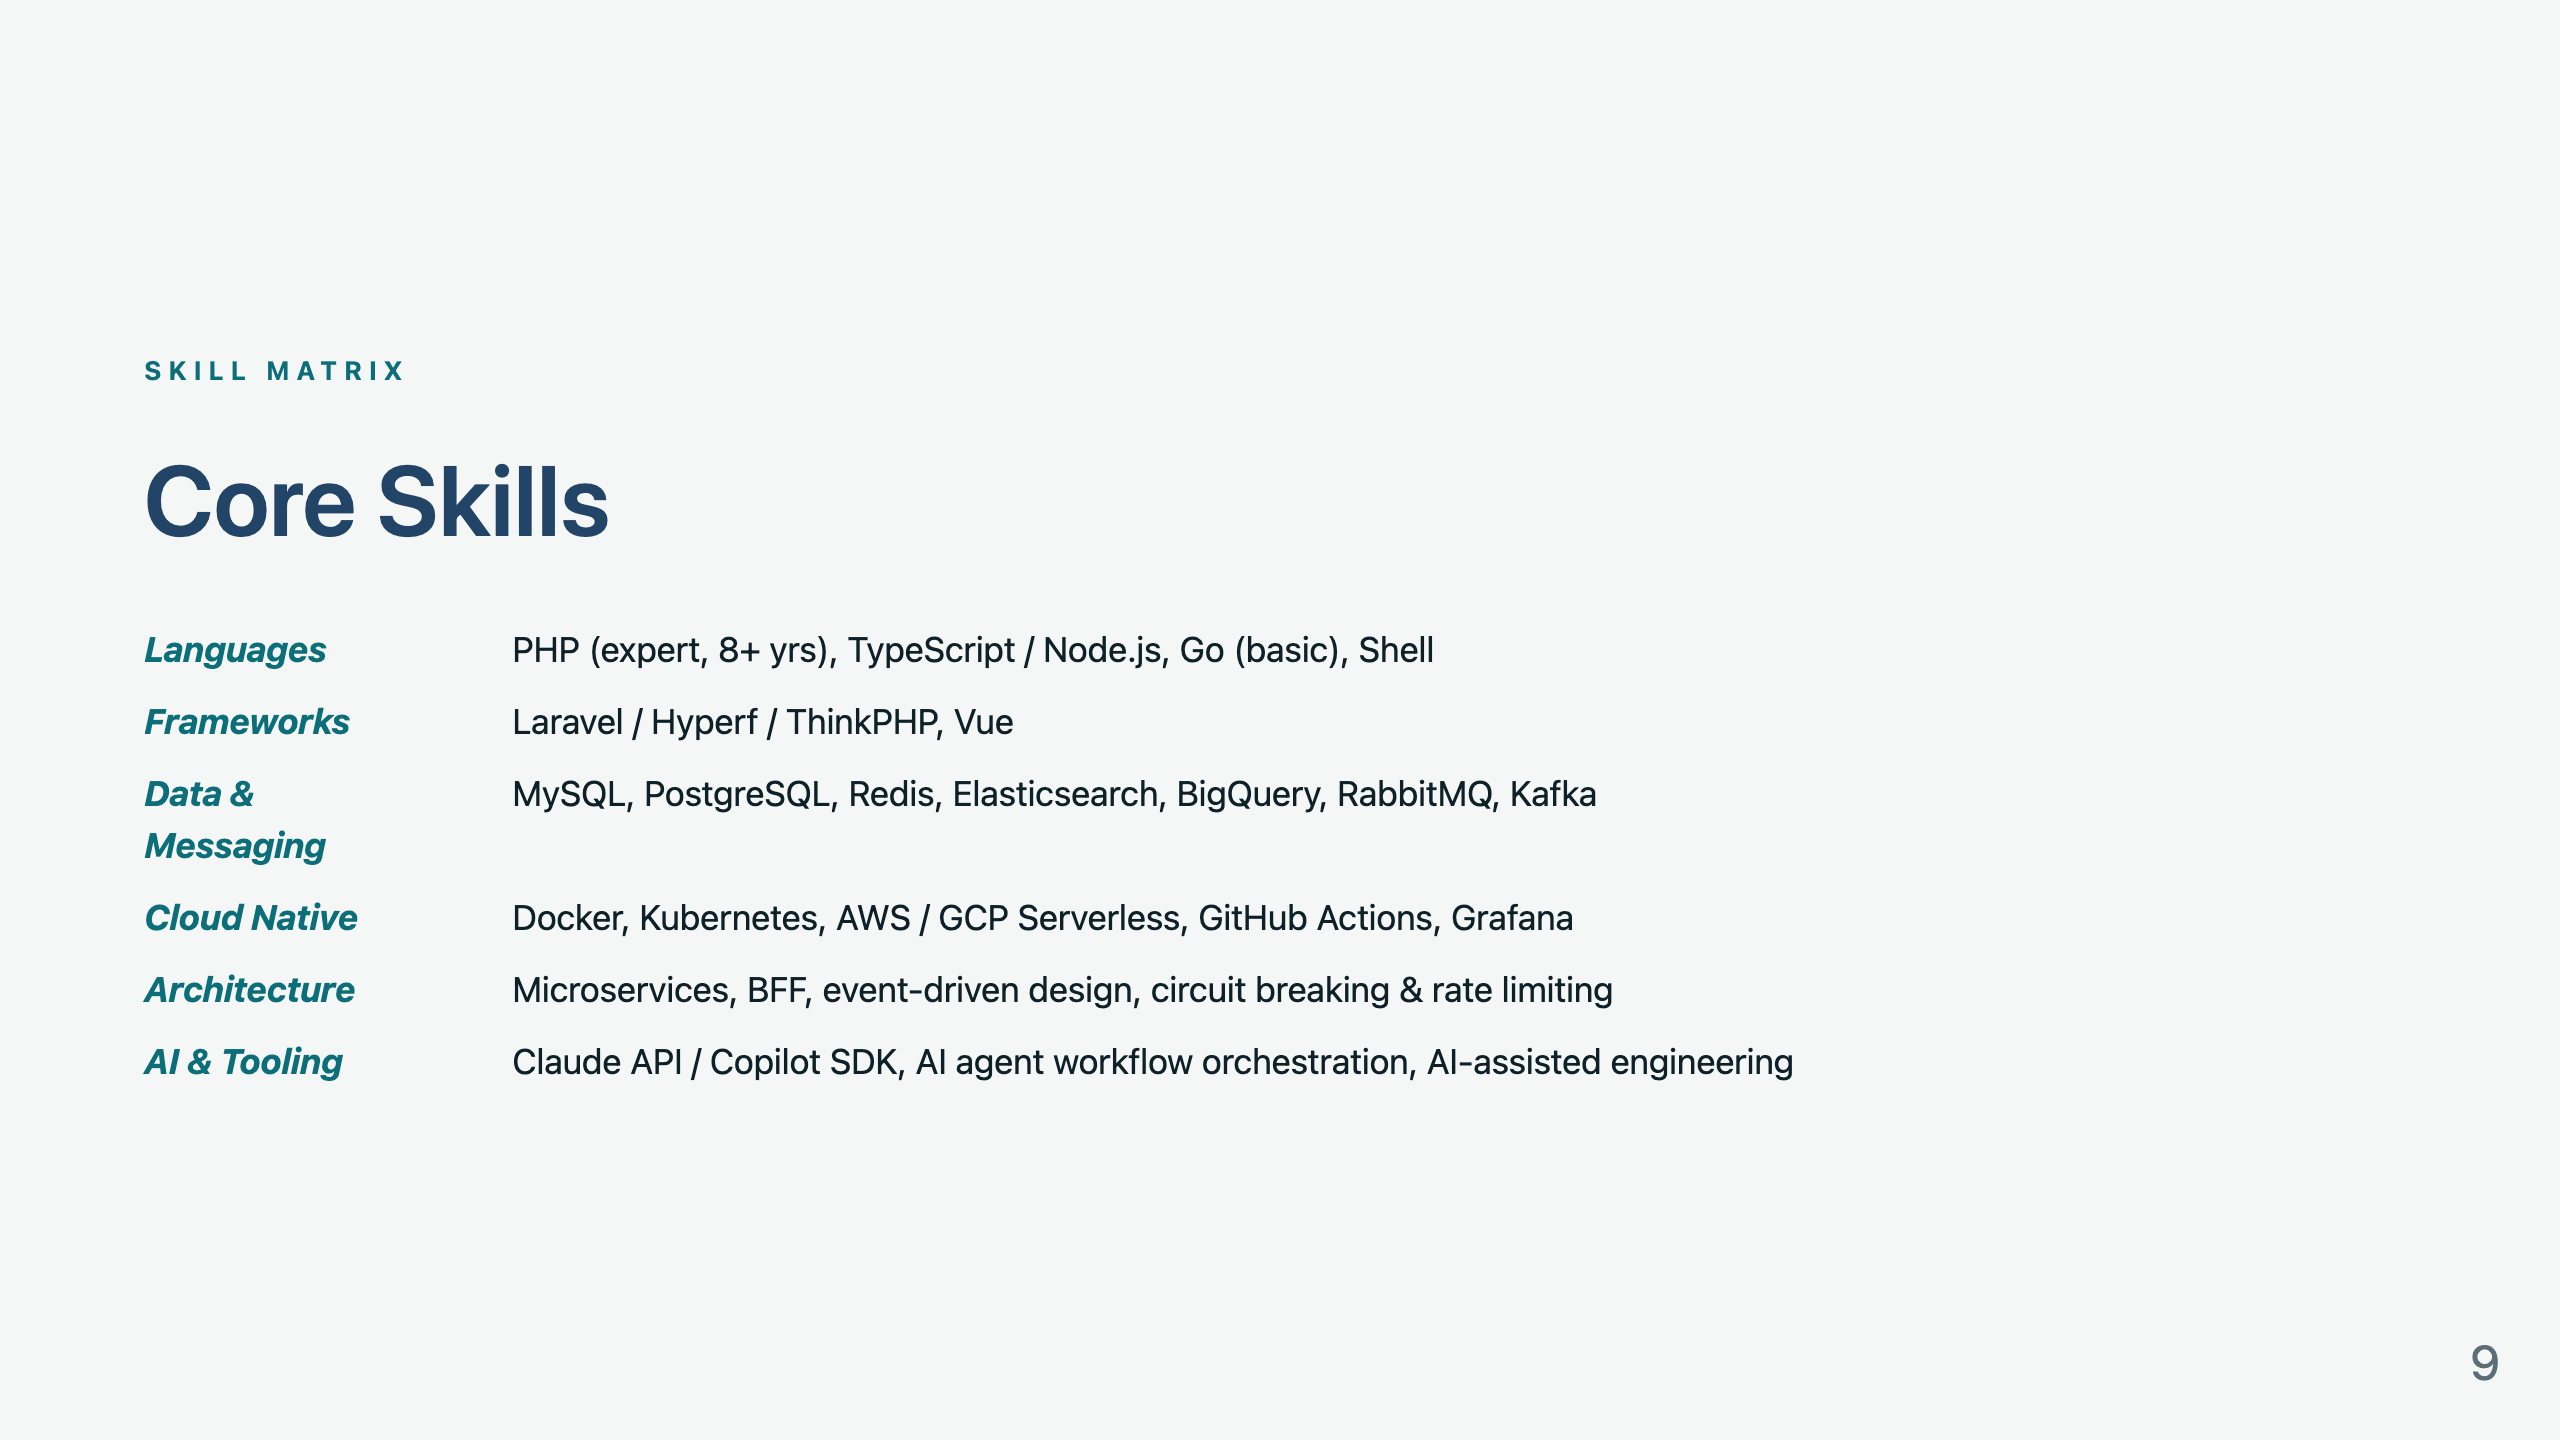 SKILL MATRIX
Core Skills
Languages PHP (expert, 8+ yrs), TypeScript / Node.js, Go (basic), Shell
Frameworks Laravel / Hyperf / ThinkPHP, Vue
Data & MySQL, PostgreSQL, Redis, Elasticsearch, BigQuery, RabbitMQ, Kafka
Messaging
Cloud Native Docker, Kubernetes, AWS / GCP Serverless, GitHub Actions, Grafana
Architecture Microservices, BFF, event-driven design, circuit breaking & rate limiting
AI & Tooling Claude API / Copilot SDK, AI agent workflow orchestration, AI-assisted engineering
9